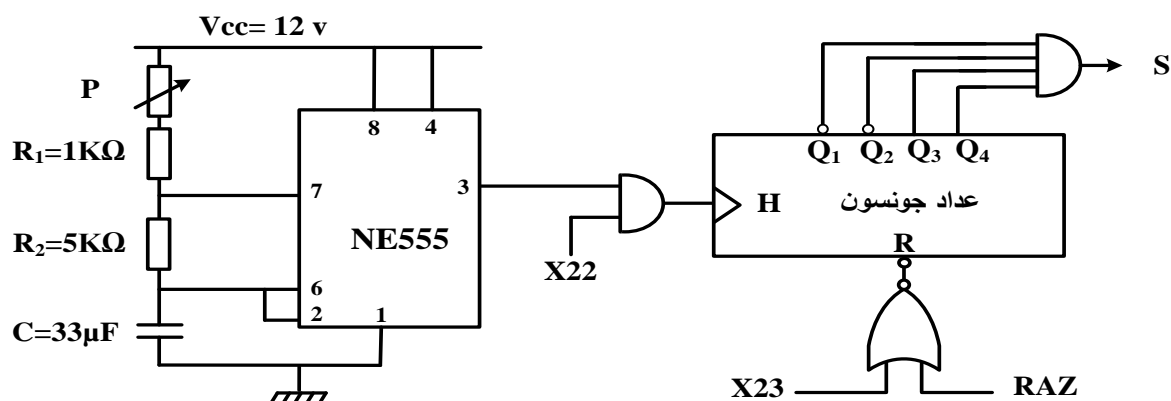 Vcc= 12 v
P
R₁=1KΩ
R₂=5KΩ
C=33µF
8
4
7
3
NE555
6
2
1
X22
S
Q₁ Q₂ Q₃ Q₄
H
عداد جونسون
R
X23
RAZ